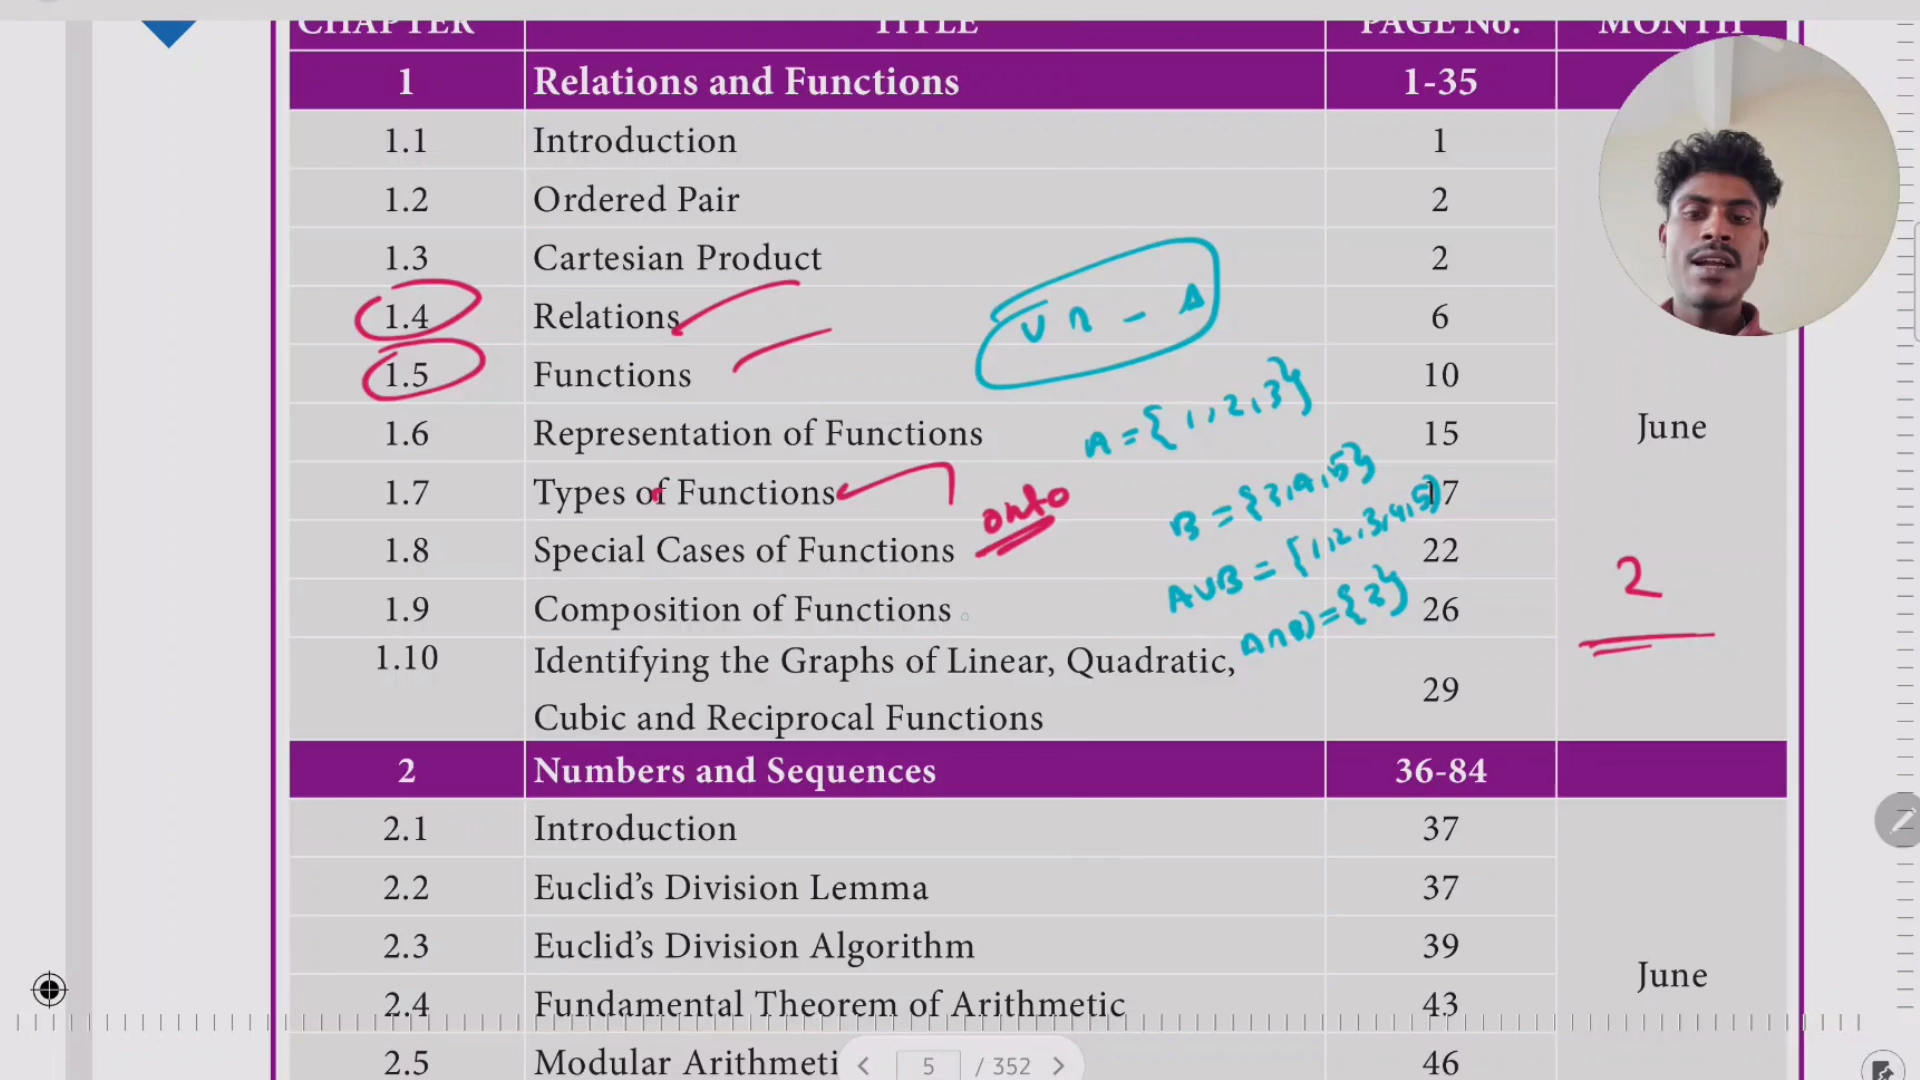 CHAPTER TITLE PAGE No. MONTH
1 Relations and Functions 1-35
1.1 Introduction 1
1.2 Ordered Pair 2
1.3 Cartesian Product 2
1.4 Relations 6
∪ ∩ − Δ
1.5 Functions 10
A = {1,2,3}
June
1.6 Representation of Functions 15
1.7 Types of Functions 17
onto
B = {3,4,5}
1.8 Special Cases of Functions 22
A∪B = {1,2,3,4,5}
2
1.9 Composition of Functions 26
A∩B) = {3}
1.10 Identifying the Graphs of Linear, Quadratic,
Cubic and Reciprocal Functions 29
2 Numbers and Sequences 36-84
2.1 Introduction 37
2.2 Euclid’s Division Lemma 37
2.3 Euclid’s Division Algorithm 39
June
2.4 Fundamental Theorem of Arithmetic 43
2.5 Modular Arithmeti 46
5 / 352